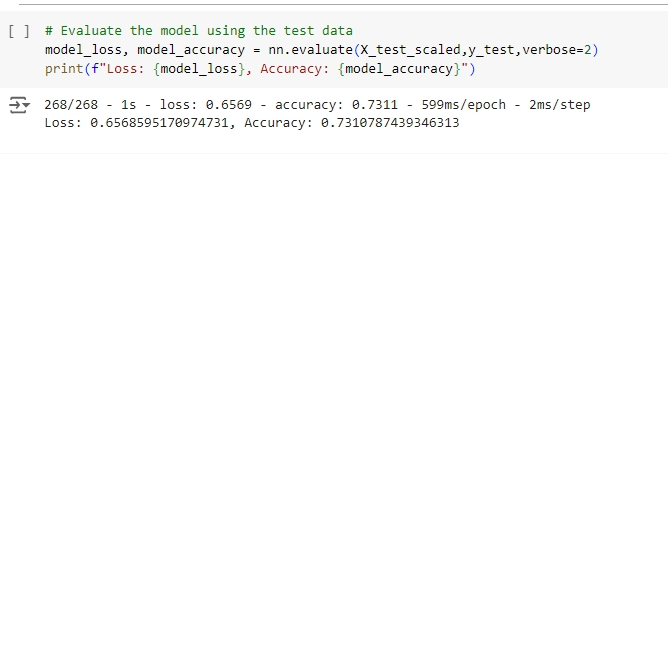 [ ] # Evaluate the model using the test data
model_loss, model_accuracy = nn.evaluate(X_test_scaled,y_test,verbose=2)
print(f"Loss: {model_loss}, Accuracy: {model_accuracy}")
268/268 - 1s - loss: 0.6569 - accuracy: 0.7311 - 599ms/epoch - 2ms/step
Loss: 0.6568595170974731, Accuracy: 0.7310787439346313